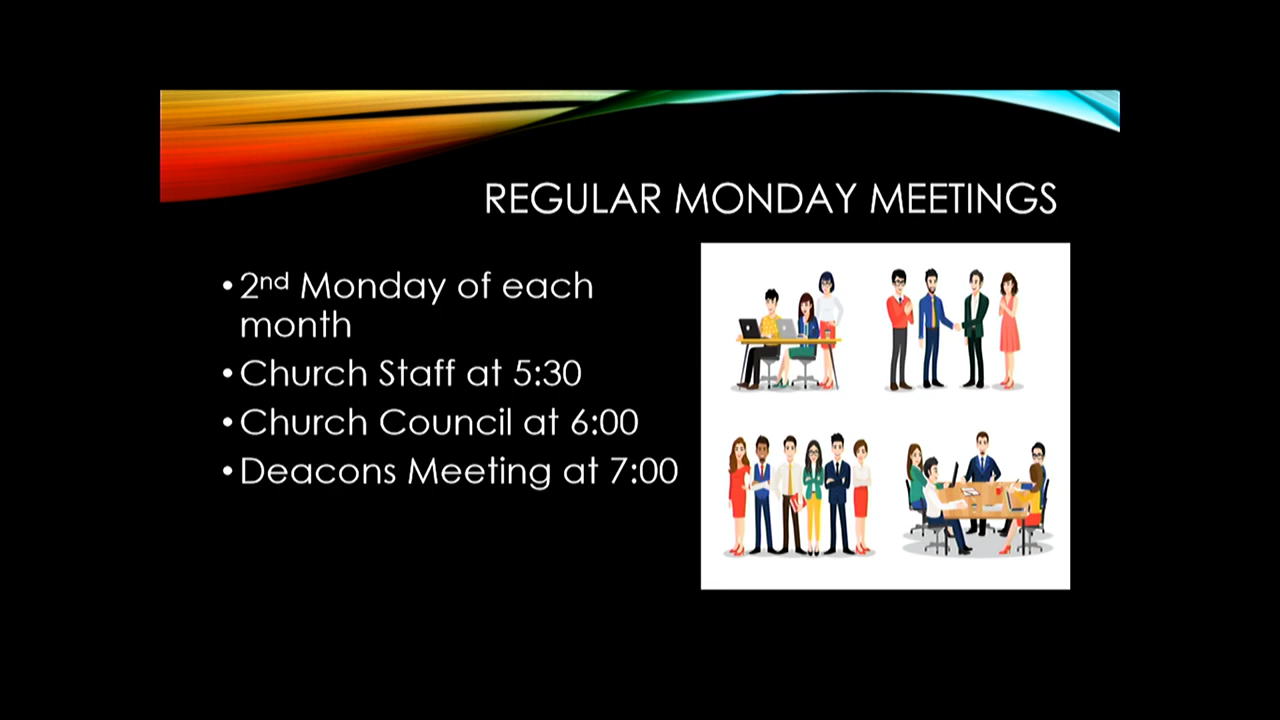 REGULAR MONDAY MEETINGS
•2nd Monday of each
month
•Church Staff at 5:30
•Church Council at 6:00
•Deacons Meeting at 7:00